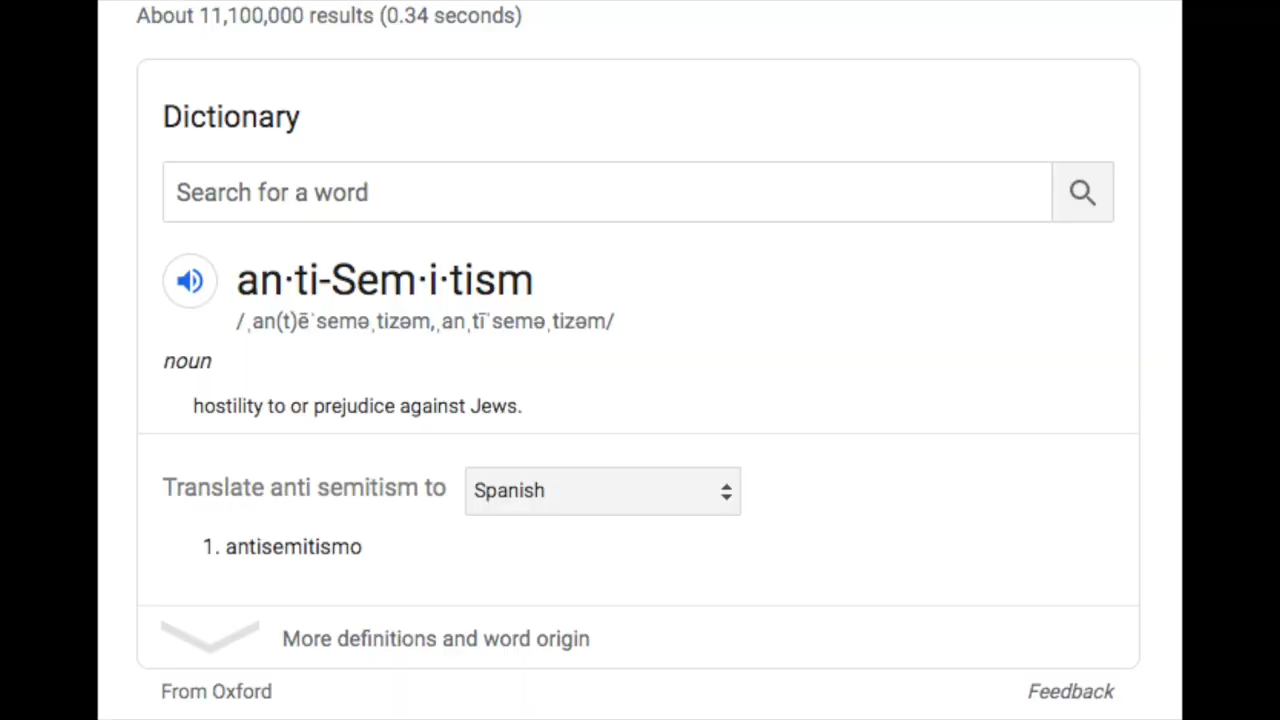 About 11,100,000 results (0.34 seconds)
Dictionary
Search for a word
an·ti-Sem·i·tism
/ˌan(t)ēˈseməˌtizəm,ˌanˌtīˈseməˌtizəm/
noun
hostility to or prejudice against Jews.
Translate anti semitism to Spanish
1. antisemitismo
More definitions and word origin
From Oxford Feedback